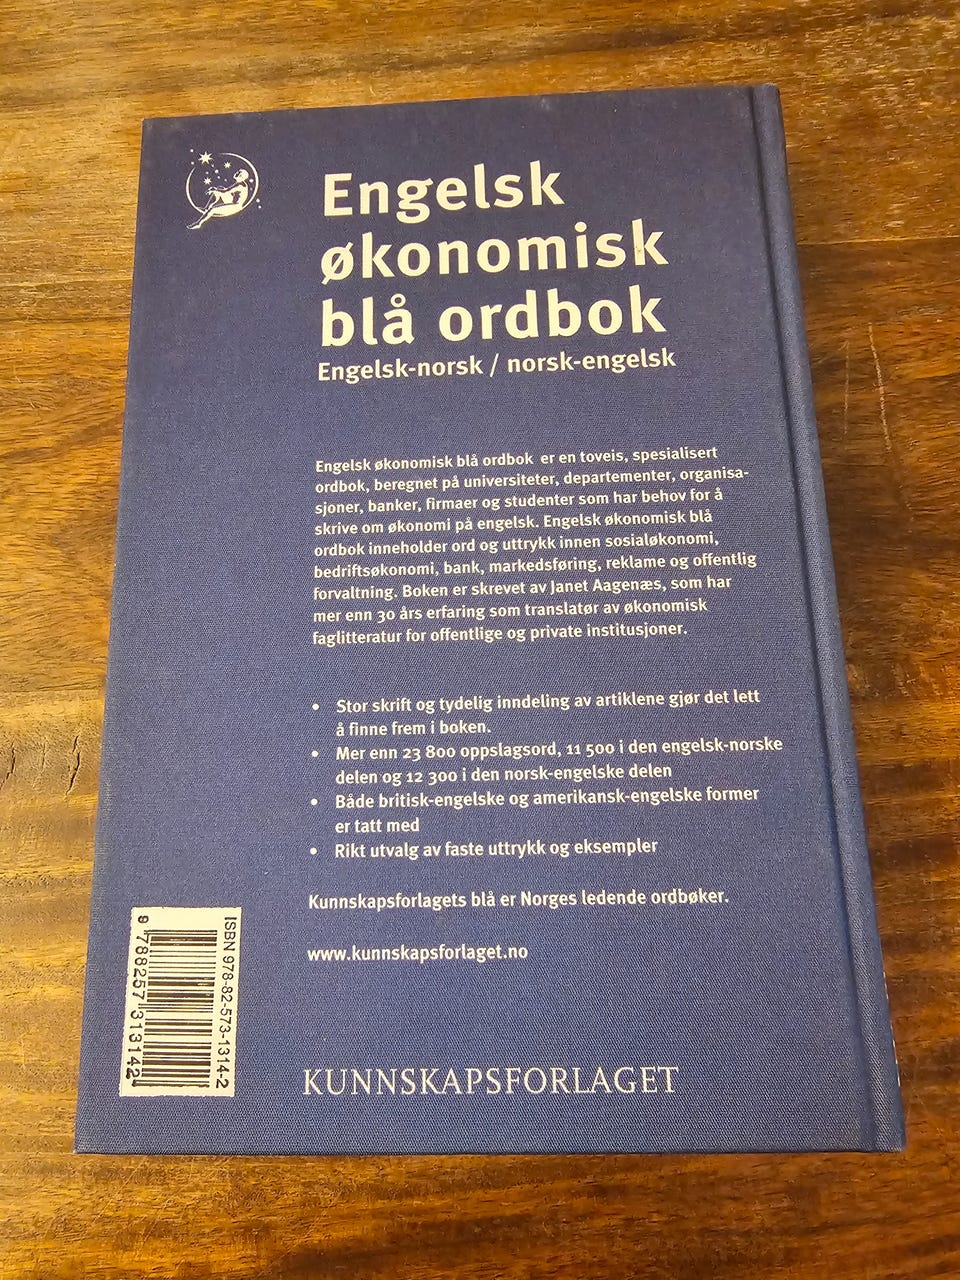 Engelsk
økonomisk
blå ordbok
Engelsk-norsk / norsk-engelsk
Engelsk økonomisk blå ordbok er en toveis, spesialisert
ordbok, beregnet på universiteter, departementer, organisa-
sjoner, banker, firmaer og studenter som har behov for å
skrive om økonomi på engelsk. Engelsk økonomisk blå
ordbok inneholder ord og uttrykk innen sosialøkonomi,
bedriftsøkonomi, bank, markedsføring, reklame og offentlig
forvaltning. Boken er skrevet av Janet Aagenæs, som har
mer enn 30 års erfaring som translatør av økonomisk
faglitteratur for offentlige og private institusjoner.
• Stor skrift og tydelig inndeling av artiklene gjør det lett
å finne frem i boken.
• Mer enn 23 800 oppslagsord, 11 500 i den engelsk-norske
delen og 12 300 i den norsk-engelske delen
• Både britisk-engelske og amerikansk-engelske former
er tatt med
• Rikt utvalg av faste uttrykk og eksempler
Kunnskapsforlagets blå er Norges ledende ordbøker.
www.kunnskapsforlaget.no
ISBN 978-82-573-1314-2
9 788257 313142
KUNNSKAPSFORLAGET